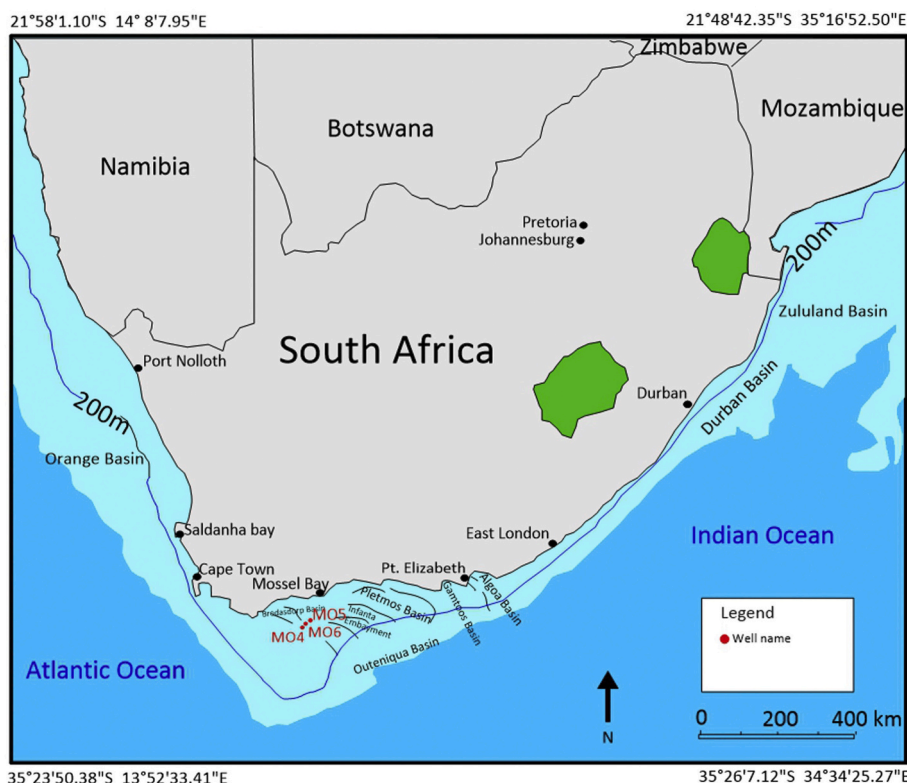 21°58'1.10"S 14° 8'7.95"E
21°48'42.35"S 35°16'52.50"E
Zimbabwe
Mozambique
Botswana
Namibia
Pretoria
Johannesburg
200m
Zululand Basin
South Africa
Port Nolloth
Durban
Durban Basin
200m
Orange Basin
Saldanha bay
East London
Indian Ocean
Cape Town
Pt. Elizabeth
Mossel Bay
Algoa Basin
Gamtoos Basin
Pletmos Basin
Bredasdorp Basin
Infanta
Embayment
MO5
MO4
MO6
Outeniqua Basin
Atlantic Ocean
Legend
Well name
N
0 200 400 km
35°23'50.38"S 13°52'33.41"E
35°26'7.12"S 34°34'25.27"E